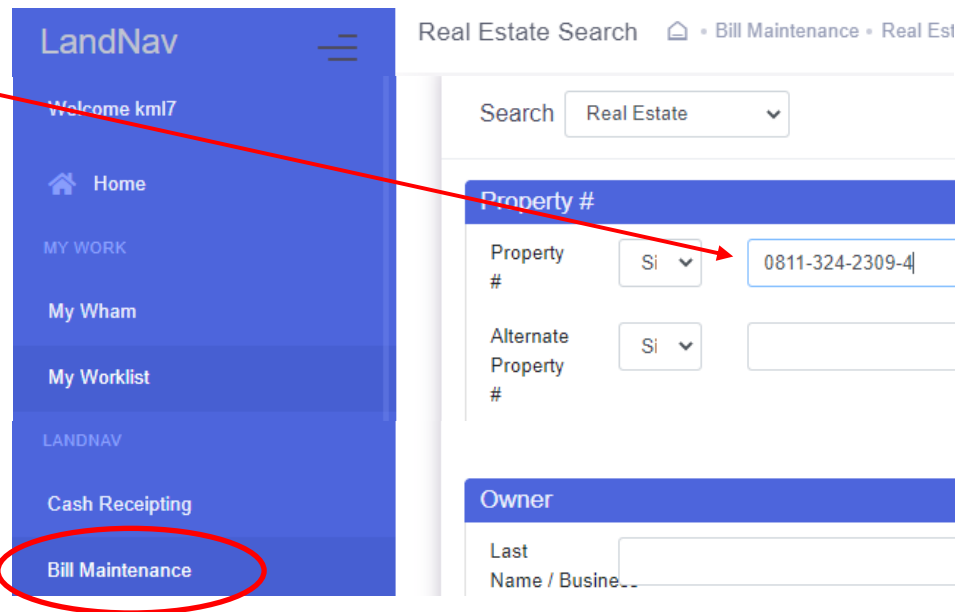 LandNav
Welcome kml7
Home
MY WORK
My Wham
My Worklist
LANDNAV
Cash Receipting
Bill Maintenance
Real Estate Search • Bill Maintenance • Real Est
Search Real Estate
Property #
Property
#
Si
0811-324-2309-4
Alternate
Property
#
Si
Owner
Last
Name / Busine